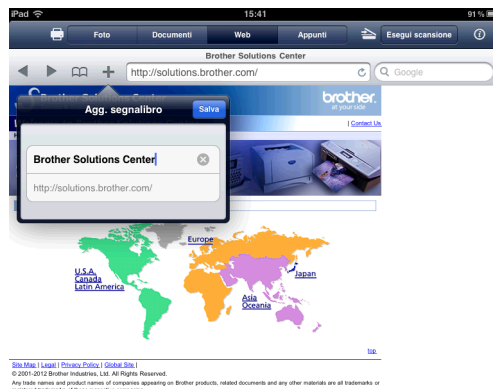 iPad 15:41 91 %
Foto Documenti Web Appunti Esegui scansione
Brother Solutions Center
http://solutions.brother.com/ Google
Agg. segnalibro Salva
brother
at your side
Contact Us
Brother Solutions Center
http://solutions.brother.com/
Europe
U.S.A.
Canada
Latin America
Japan
Asia
Oceania
top
Site Map | Legal | Privacy Policy | Global Site |
© 2001-2012 Brother Industries, Ltd. All Rights Reserved.
Any trade names and product names of companies appearing on Brother products, related documents and any other materials are all trademarks or